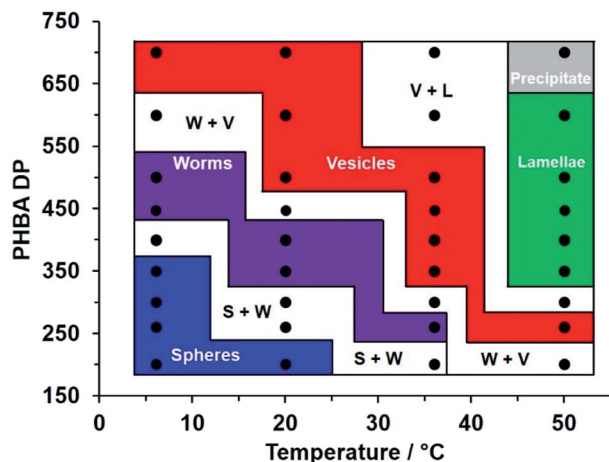 750
650
550
450
350
250
150
PHBA DP
Precipitate
V + L
W + V
Worms
Vesicles
Lamellae
S + W
Spheres
S + W
W + V
0
10
20
30
40
50
Temperature / °C